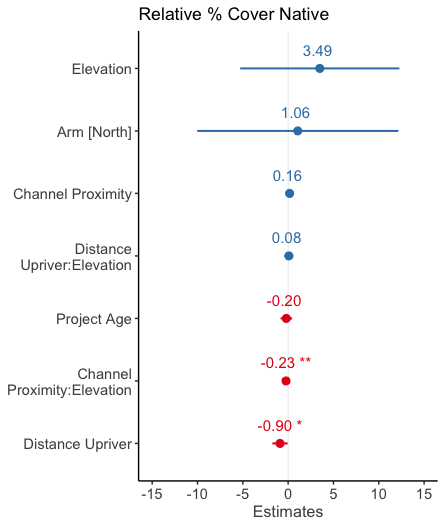 Relative % Cover Native
3.49
Elevation
1.06
Arm [North]
0.16
Channel Proximity
0.08
Distance
Upriver:Elevation
-0.20
Project Age
-0.23 **
Channel
Proximity:Elevation
-0.90 *
Distance Upriver
-15 -10 -5 0 5 10 15
Estimates